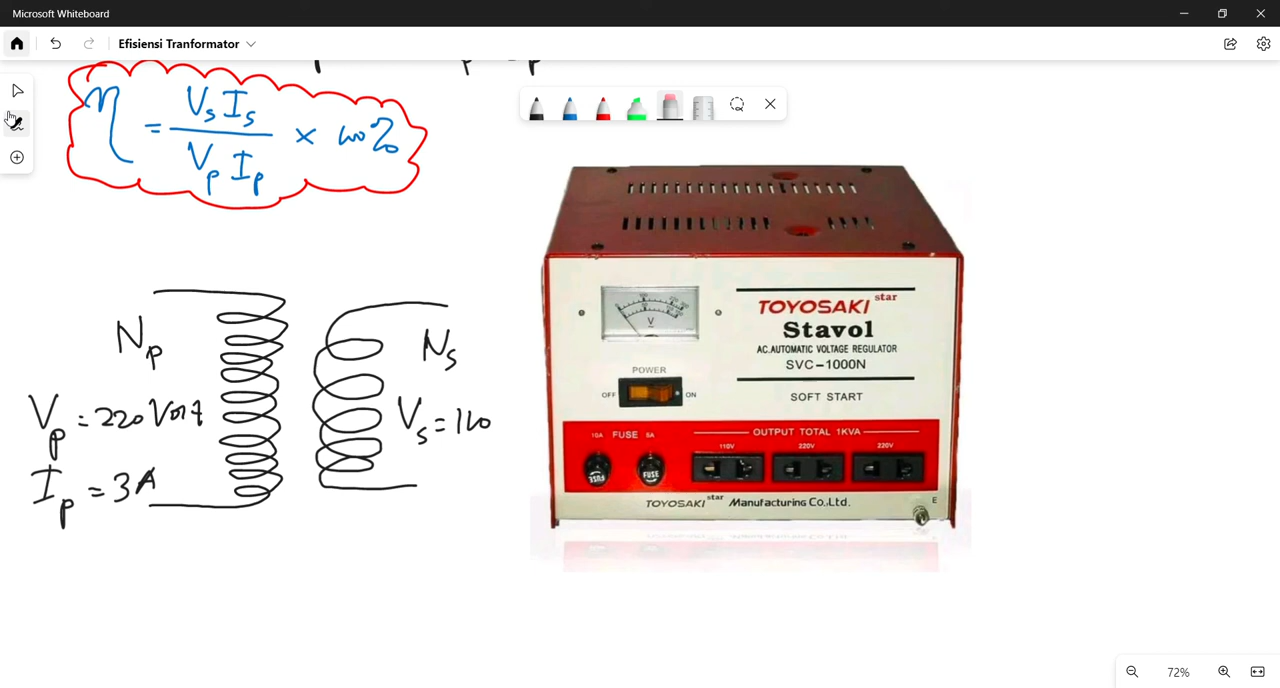 Microsoft Whiteboard
Efisiensi Tranformator
η = VsIs / VpIp × 100%
Np
Ns
Vp = 220 Volt
Vs = 110
Ip = 3A
V
TOYOSAKI star
Stavol
AC.AUTOMATIC VOLTAGE REGULATOR
SVC-1000N
SOFT START
POWER
OFF
ON
10A FUSE 5A
OUTPUT TOTAL 1KVA
110V 220V 220V
FUSE FUSE
TOYOSAKI star Manufacturing Co.,Ltd.
E
72%